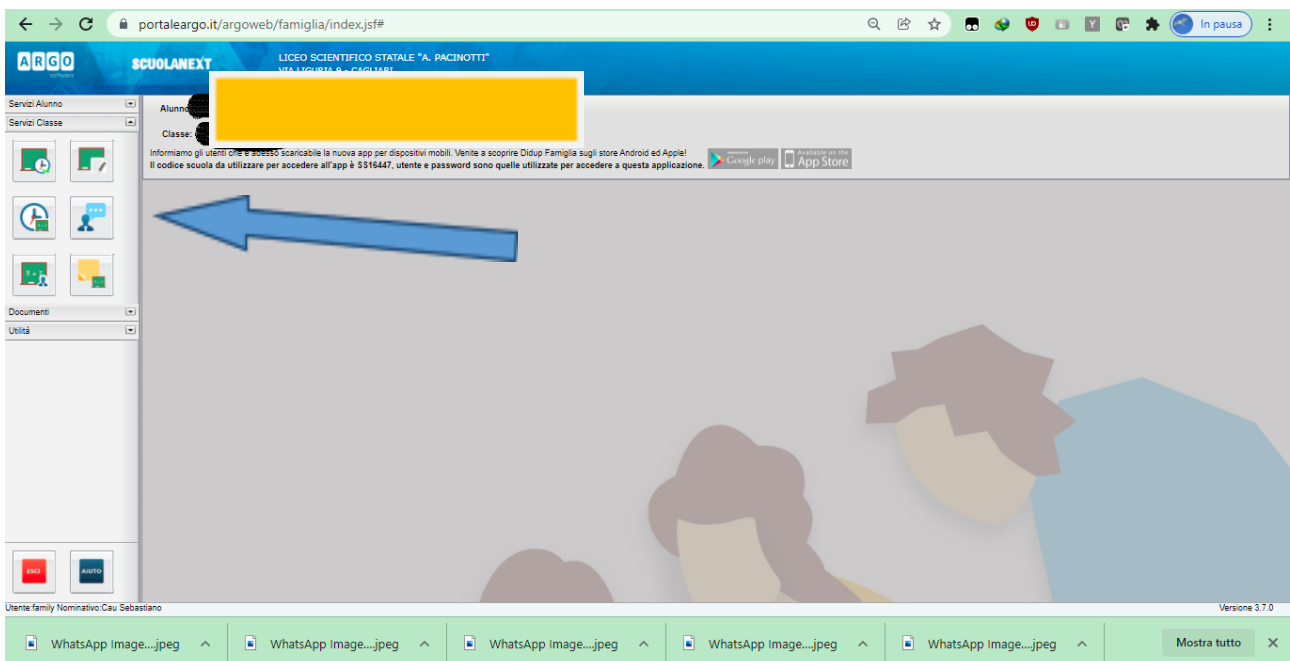 portaleargo.it/argoweb/famiglia/index.jsf#
In pausa
ARGO
software
SCUOLANEXT
LICEO SCIENTIFICO STATALE "A. PACINOTTI"
VIA LIGURIA 9 - CAGLIARI
Servizi Alunno
Servizi Classe
Alunno
Classe:
Informiamo gli utenti che è adesso scaricabile la nuova app per dispositivi mobili. Venite a scoprire Didup Famiglia sugli store Android ed Apple!
Il codice scuola da utilizzare per accedere all'app è SS16447, utente e password sono quelle utilizzate per accedere a questa applicazione.
Google play
Available on the
App Store
Documenti
Utilità
ESCI
AIUTO
Utente:family Nominativo:Cau Sebastiano
Versione 3.7.0
WhatsApp Image....jpeg
WhatsApp Image....jpeg
WhatsApp Image....jpeg
WhatsApp Image....jpeg
WhatsApp Image....jpeg
Mostra tutto